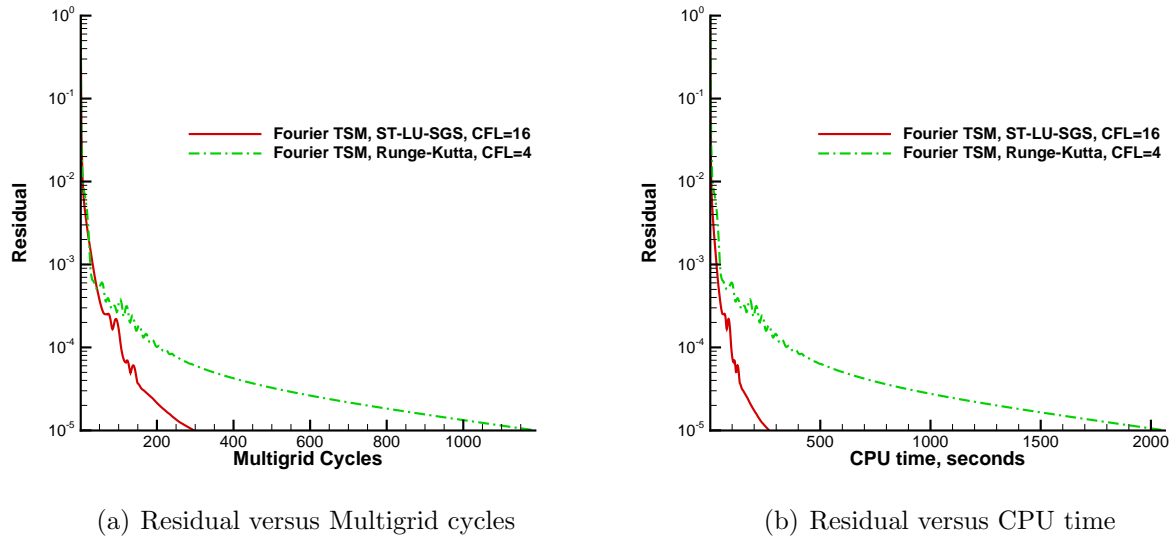 10^0
10^-1
10^-2
10^-3
10^-4
10^-5
Residual
Fourier TSM, ST-LU-SGS, CFL=16
Fourier TSM, Runge-Kutta, CFL=4
200 400 600 800 1000
Multigrid Cycles
(a) Residual versus Multigrid cycles
10^0
10^-1
10^-2
10^-3
10^-4
10^-5
Residual
Fourier TSM, ST-LU-SGS, CFL=16
Fourier TSM, Runge-Kutta, CFL=4
500 1000 1500 2000
CPU time, seconds
(b) Residual versus CPU time